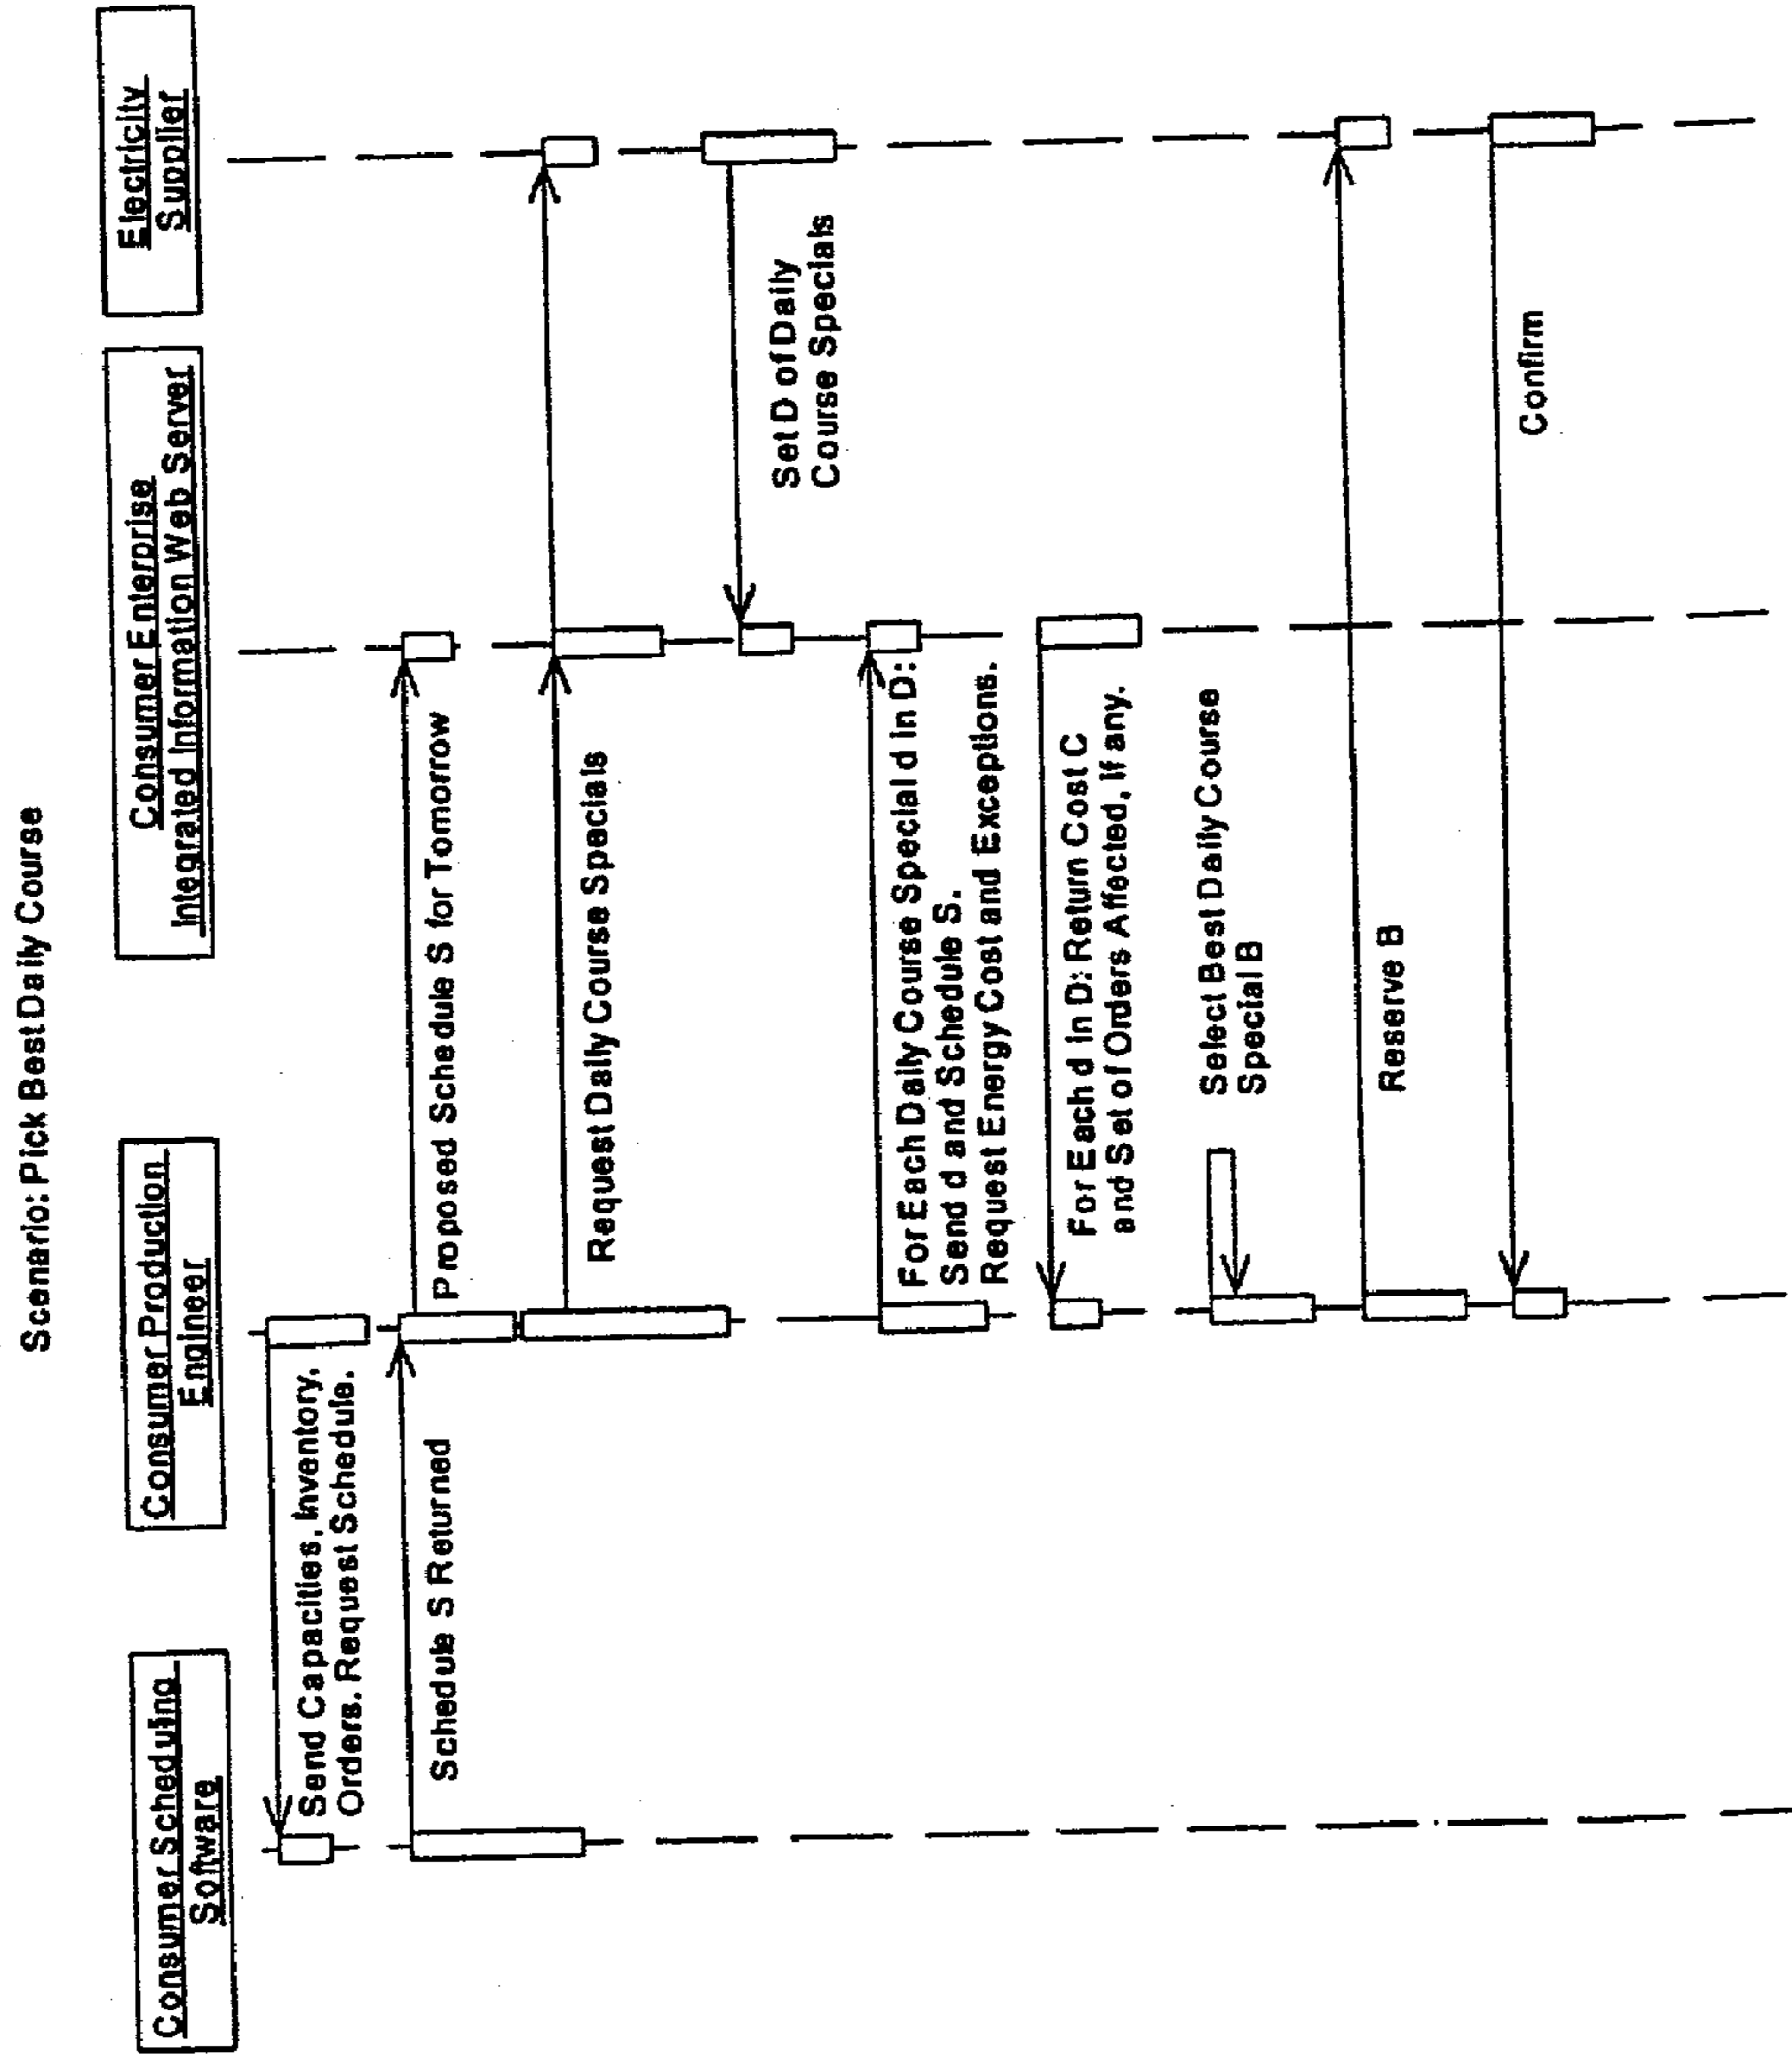 Scenario: Pick Best Daily Course
Consumer Scheduling
Software
Consumer Production
Engineer
Consumer Enterprise
Integrated Information Web Server
Electricity
Supplier
Send Capacities, Inventory,
Orders. Request Schedule.
Schedule S Returned
Proposed Schedule S for Tomorrow
Request Daily Course Specials
Set D of Daily
Course Specials
For Each Daily Course Special d in D:
Send d and Schedule S.
Request Energy Cost and Exceptions.
For Each d in D: Return Cost C
and Set of Orders Affected, if any.
Select Best Daily Course
Special B
Reserve B
Confirm